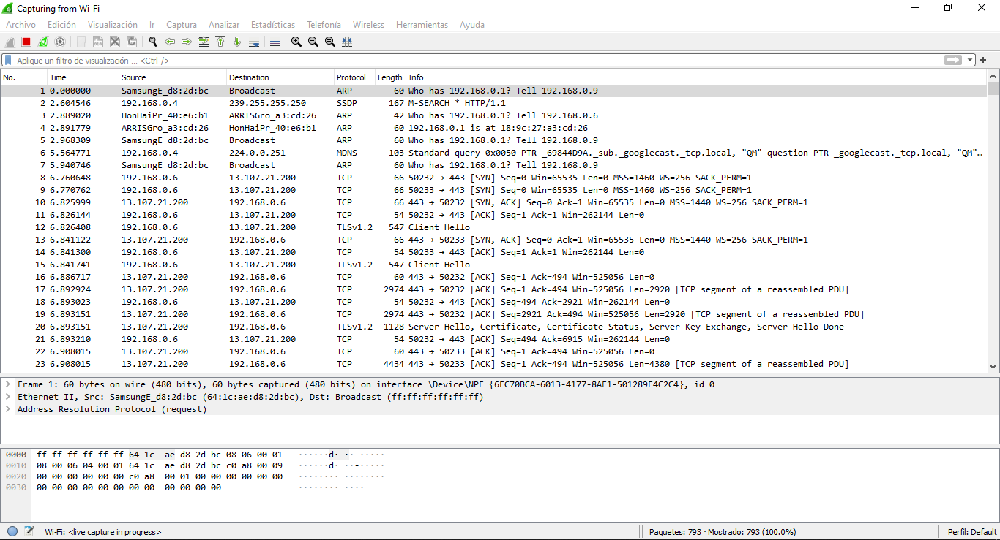 Capturing from Wi-Fi
Archivo Edición Visualización Ir Captura Analizar Estadísticas Telefonía Wireless Herramientas Ayuda
Aplique un filtro de visualización ... <Ctrl-/>
No. Time Source Destination Protocol Length Info
1 0.000000 SamsungE_d8:2d:bc Broadcast ARP 60 Who has 192.168.0.1? Tell 192.168.0.9
2 2.604546 192.168.0.4 239.255.255.250 SSDP 167 M-SEARCH * HTTP/1.1
3 2.889020 HonHaiPr_40:e6:b1 ARRISGro_a3:cd:26 ARP 42 Who has 192.168.0.1? Tell 192.168.0.6
4 2.891779 ARRISGro_a3:cd:26 HonHaiPr_40:e6:b1 ARP 60 192.168.0.1 is at 18:9c:27:a3:cd:26
5 2.968309 SamsungE_d8:2d:bc Broadcast ARP 60 Who has 192.168.0.1? Tell 192.168.0.9
6 5.564771 192.168.0.4 224.0.0.251 MDNS 103 Standard query 0x0050 PTR _69844D9A._sub._googlecast._tcp.local, "QM" question PTR _googlecast._tcp.local, "QM"…
7 5.940746 SamsungE_d8:2d:bc Broadcast ARP 60 Who has 192.168.0.1? Tell 192.168.0.9
8 6.760648 192.168.0.6 13.107.21.200 TCP 66 50232 → 443 [SYN] Seq=0 Win=65535 Len=0 MSS=1460 WS=256 SACK_PERM=1
9 6.770762 192.168.0.6 13.107.21.200 TCP 66 50233 → 443 [SYN] Seq=0 Win=65535 Len=0 MSS=1460 WS=256 SACK_PERM=1
10 6.825999 13.107.21.200 192.168.0.6 TCP 66 443 → 50232 [SYN, ACK] Seq=0 Ack=1 Win=65535 Len=0 MSS=1440 WS=256 SACK_PERM=1
11 6.826144 192.168.0.6 13.107.21.200 TCP 54 50232 → 443 [ACK] Seq=1 Ack=1 Win=262144 Len=0
12 6.826408 192.168.0.6 13.107.21.200 TLSv1.2 547 Client Hello
13 6.841122 13.107.21.200 192.168.0.6 TCP 66 443 → 50233 [SYN, ACK] Seq=0 Ack=1 Win=65535 Len=0 MSS=1440 WS=256 SACK_PERM=1
14 6.841300 192.168.0.6 13.107.21.200 TCP 54 50233 → 443 [ACK] Seq=1 Ack=1 Win=262144 Len=0
15 6.841741 192.168.0.6 13.107.21.200 TLSv1.2 547 Client Hello
16 6.886717 13.107.21.200 192.168.0.6 TCP 60 443 → 50232 [ACK] Seq=1 Ack=494 Win=525056 Len=0
17 6.892924 13.107.21.200 192.168.0.6 TCP 2974 443 → 50232 [ACK] Seq=1 Ack=494 Win=525056 Len=2920 [TCP segment of a reassembled PDU]
18 6.893023 192.168.0.6 13.107.21.200 TCP 54 50232 → 443 [ACK] Seq=494 Ack=2921 Win=262144 Len=0
19 6.893151 13.107.21.200 192.168.0.6 TCP 2974 443 → 50232 [ACK] Seq=2921 Ack=494 Win=525056 Len=2920 [TCP segment of a reassembled PDU]
20 6.893151 13.107.21.200 192.168.0.6 TLSv1.2 1128 Server Hello, Certificate, Certificate Status, Server Key Exchange, Server Hello Done
21 6.893210 192.168.0.6 13.107.21.200 TCP 54 50232 → 443 [ACK] Seq=494 Ack=6915 Win=262144 Len=0
22 6.908015 13.107.21.200 192.168.0.6 TCP 60 443 → 50233 [ACK] Seq=1 Ack=494 Win=525056 Len=0
23 6.908015 13.107.21.200 192.168.0.6 TCP 4434 443 → 50233 [ACK] Seq=1 Ack=494 Win=525056 Len=4380 [TCP segment of a reassembled PDU]
Frame 1: 60 bytes on wire (480 bits), 60 bytes captured (480 bits) on interface \Device\NPF_{6FC70BCA-6013-4177-8AE1-501289E4C2C4}, id 0
Ethernet II, Src: SamsungE_d8:2d:bc (64:1c:ae:d8:2d:bc), Dst: Broadcast (ff:ff:ff:ff:ff:ff)
Address Resolution Protocol (request)
0000 ff ff ff ff ff ff 64 1c ae d8 2d bc 08 06 00 01 ······d· ··-·····
0010 08 00 06 04 00 01 64 1c ae d8 2d bc c0 a8 00 09 ······d· ··-·····
0020 00 00 00 00 00 00 c0 a8 00 01 00 00 00 00 00 00 ········ ········
0030 00 00 00 00 00 00 00 00 00 00 00 00 ········ ····
Wi-Fi: <live capture in progress> Paquetes: 793 · Mostrado: 793 (100.0%) Perfil: Default